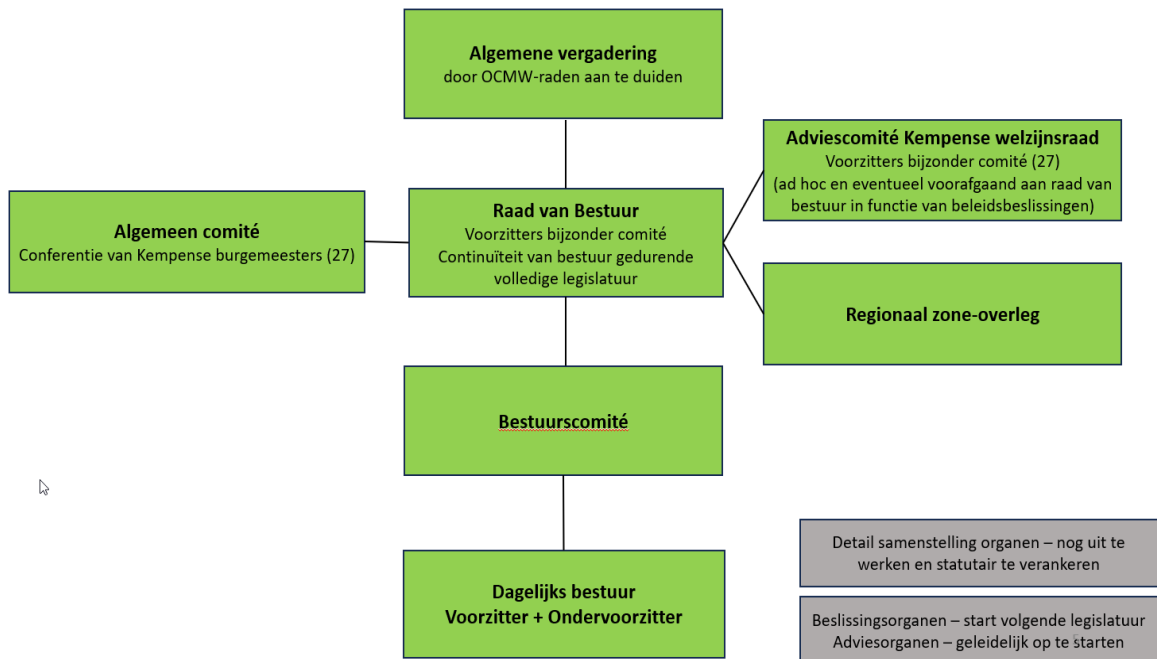 Algemene vergadering
door OCMW-raden aan te duiden
Adviescomité Kempense welzijnsraad
Voorzitters bijzonder comité (27)
(ad hoc en eventueel voorafgaand aan raad van
bestuur in functie van beleidsbeslissingen)
Algemeen comité
Conferentie van Kempense burgemeesters (27)
Raad van Bestuur
Voorzitters bijzonder comité
Continuïteit van bestuur gedurende
volledige legislatuur
Regionaal zone-overleg
Bestuurscomité
Dagelijks bestuur
Voorzitter + Ondervoorzitter
Detail samenstelling organen – nog uit te
werken en statutair te verankeren
Beslissingsorganen – start volgende legislatuur
Adviesorganen – geleidelijk op te starten